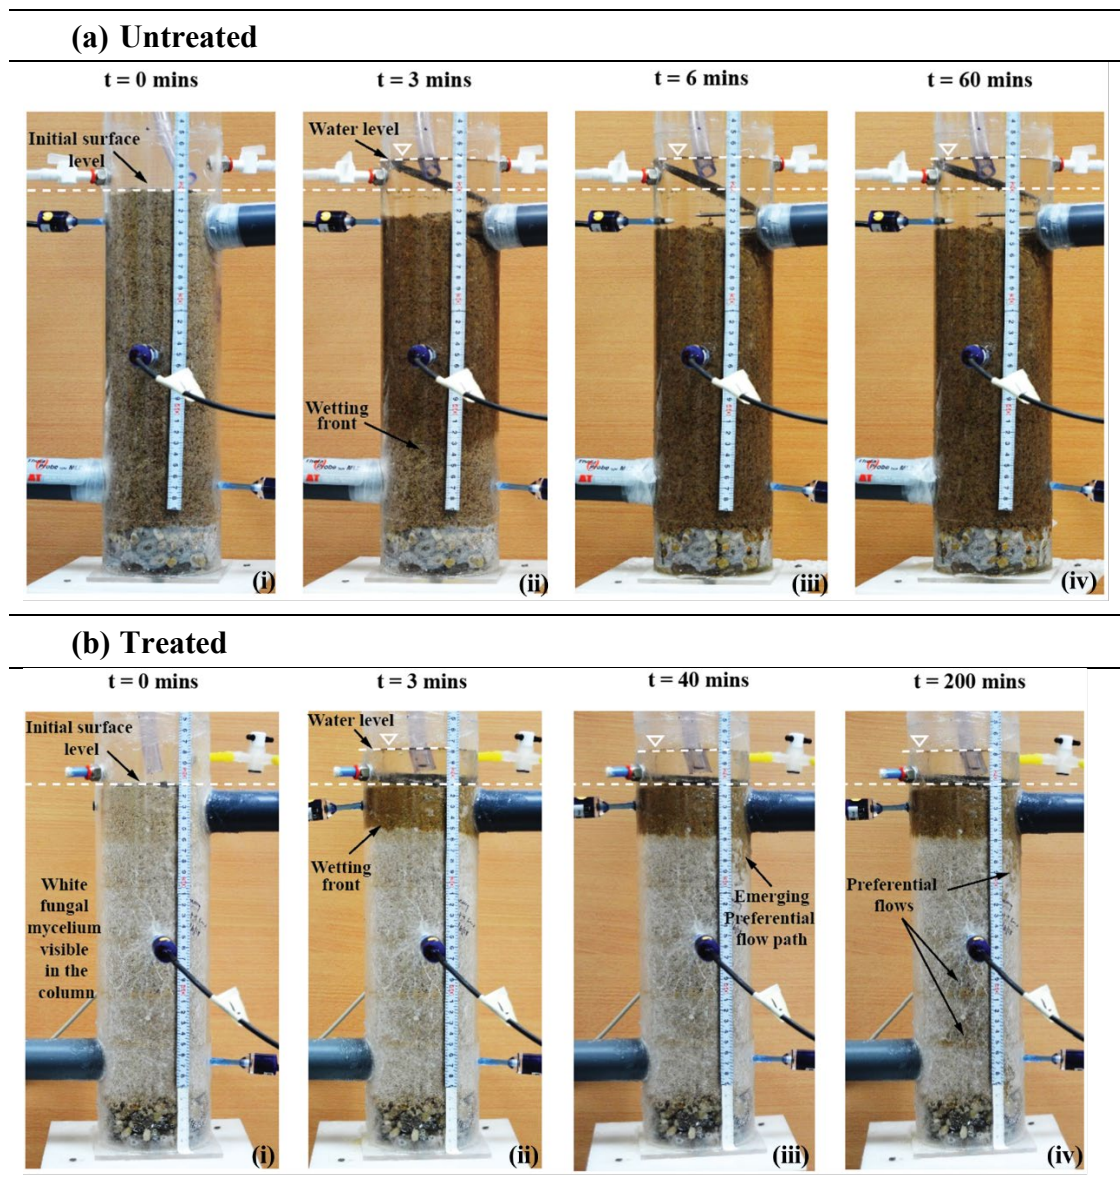 (a) Untreated
t = 0 mins
t = 3 mins
t = 6 mins
t = 60 mins
Initial surface
level
Water level
Wetting
front
(i)
(ii)
(iii)
(iv)
(b) Treated
t = 0 mins
t = 3 mins
t = 40 mins
t = 200 mins
Initial surface
level
White
fungal
mycelium
visible
in the
column
Water level
Wetting
front
Emerging
Preferential
flow path
Preferential
flows
(i)
(ii)
(iii)
(iv)